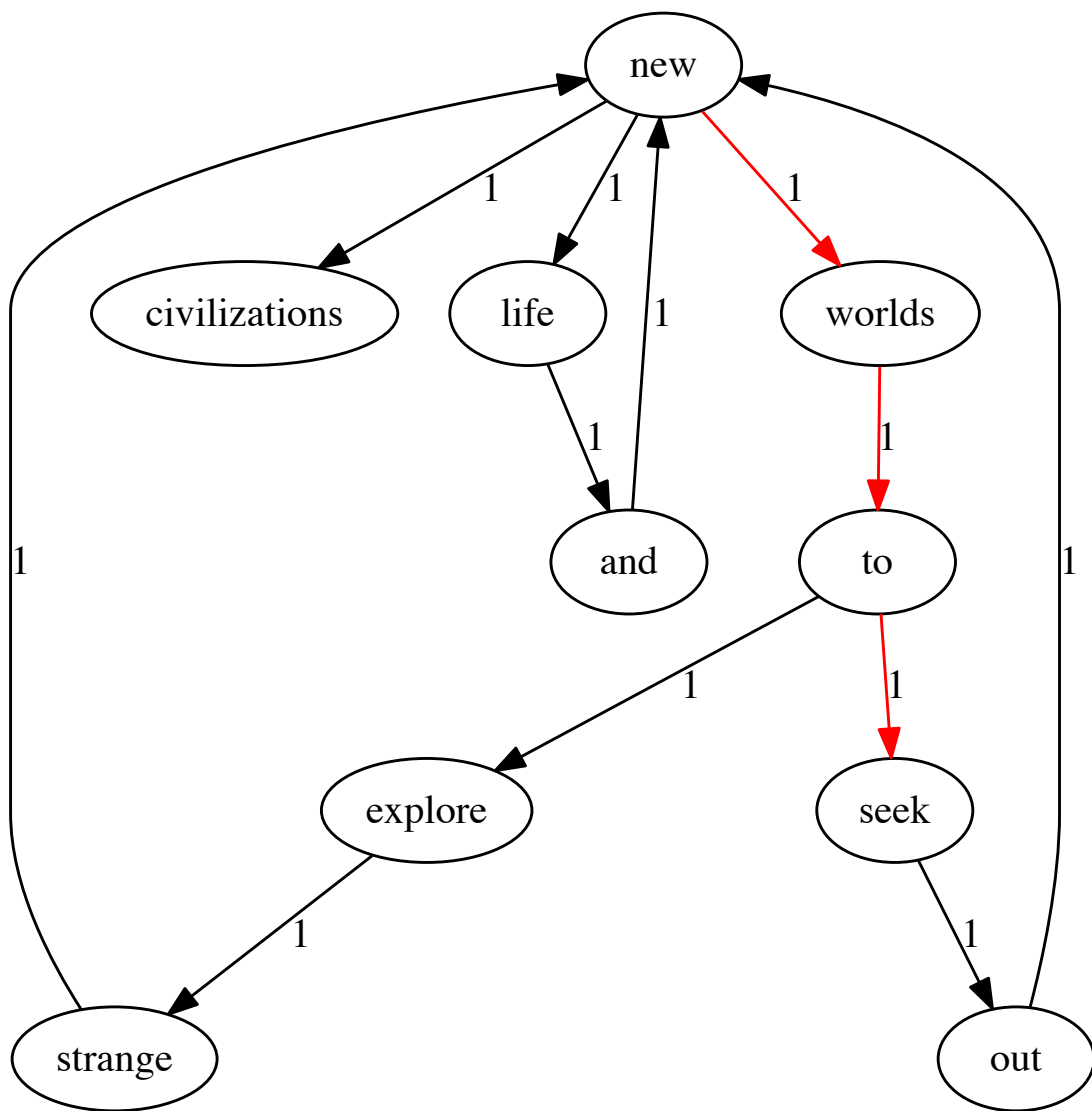 new
1
1
1
civilizations
life
1
worlds
1
1
1
and
to
1
1
1
explore
seek
1
1
strange
out